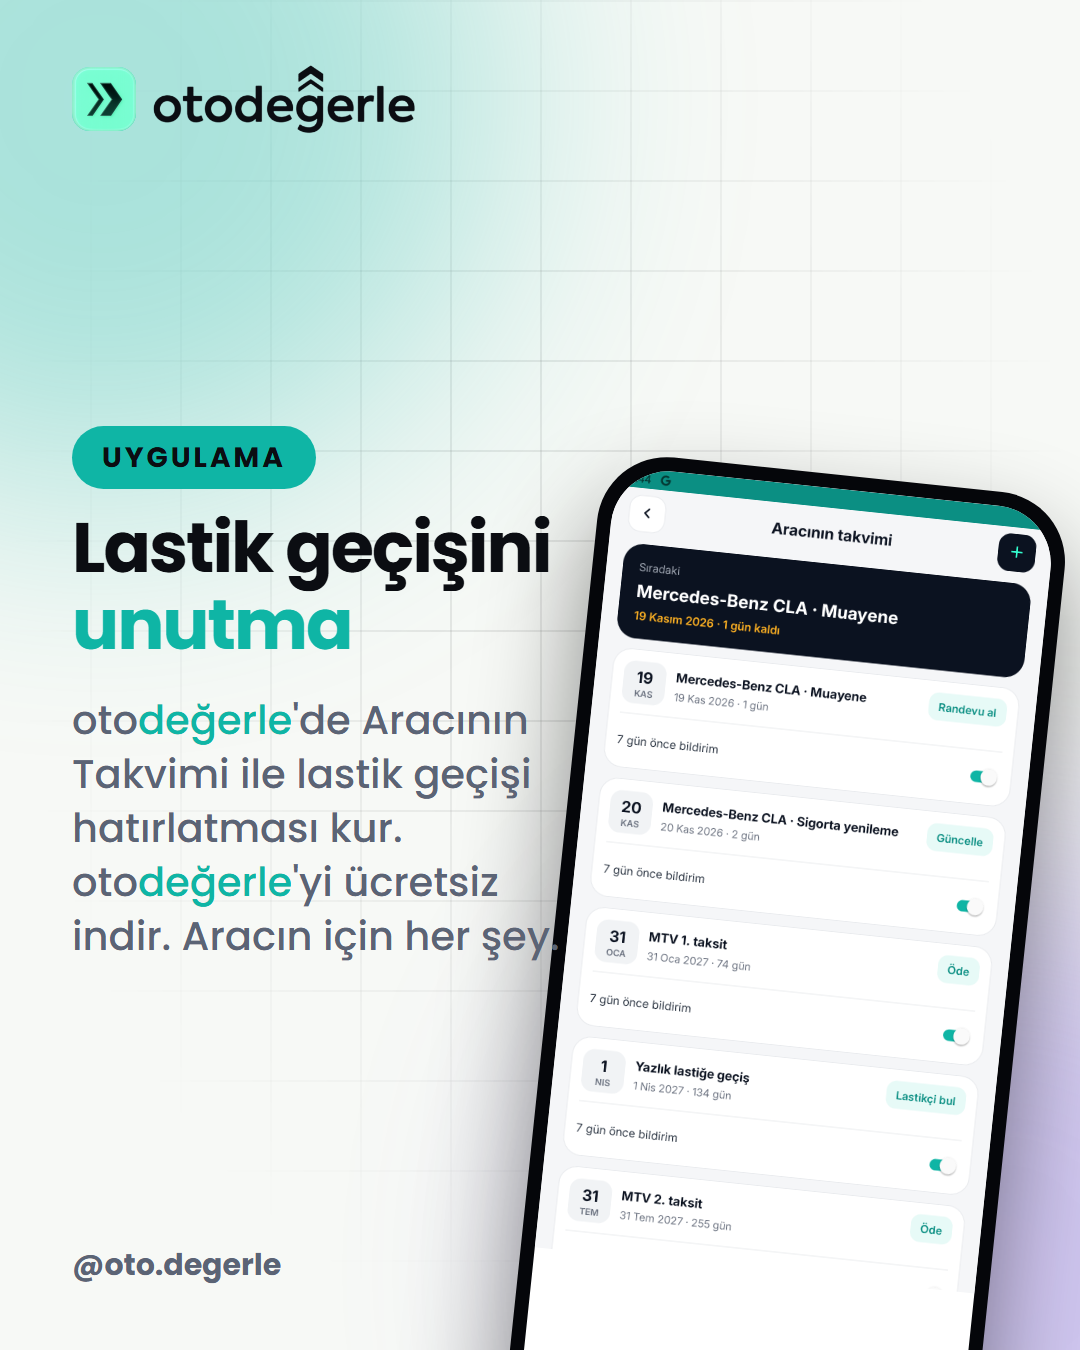 otodeğerle
UYGULAMA
Lastik geçişini
unutma
otodeğerle'de Aracının
Takvimi ile lastik geçişi
hatırlatması kur.
otodeğerle'yi ücretsiz
indir. Aracın için her şey.
@oto.degerle
G
Aracının takvimi
+
Sıradaki
Mercedes-Benz CLA · Muayene
19 Kasım 2026 · 1 gün kaldı
19 KAS
Mercedes-Benz CLA · Muayene
19 Kas 2026 · 1 gün
Randevu al
7 gün önce bildirim
20 KAS
Mercedes-Benz CLA · Sigorta yenileme
20 Kas 2026 · 2 gün
Güncelle
7 gün önce bildirim
31 OCA
MTV 1. taksit
31 Oca 2027 · 74 gün
Öde
7 gün önce bildirim
1 NIS
Yazlık lastiğe geçiş
1 Nis 2027 · 134 gün
Lastikçi bul
7 gün önce bildirim
31 TEM
MTV 2. taksit
31 Tem 2027 · 255 gün
Öde